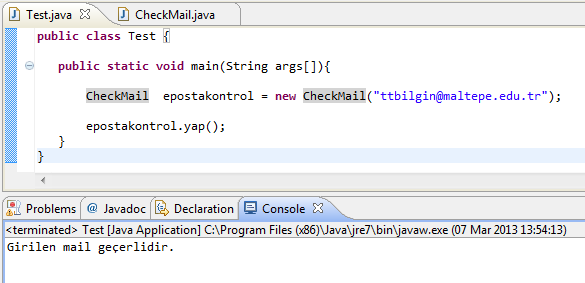 Test.java CheckMail.java
public class Test {
public static void main(String args[]){
CheckMail epostakontrol = new CheckMail("ttbilgin@maltepe.edu.tr");
epostakontrol.yap();
}
}
Problems @ Javadoc Declaration Console
<terminated> Test [Java Application] C:\Program Files (x86)\Java\jre7\bin\javaw.exe (07 Mar 2013 13:54:13)
Girilen mail geçerlidir.